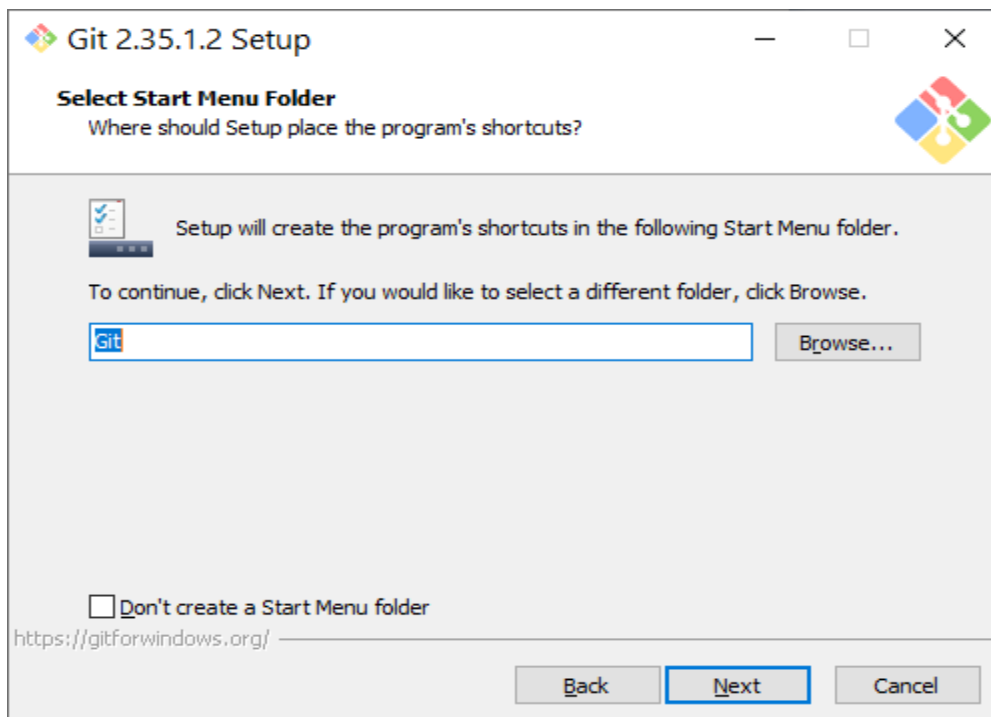 Git 2.35.1.2 Setup
Select Start Menu Folder
Where should Setup place the program's shortcuts?
Setup will create the program's shortcuts in the following Start Menu folder.
To continue, click Next. If you would like to select a different folder, click Browse.
Git
Browse...
Don't create a Start Menu folder
https://gitforwindows.org/
Back
Next
Cancel